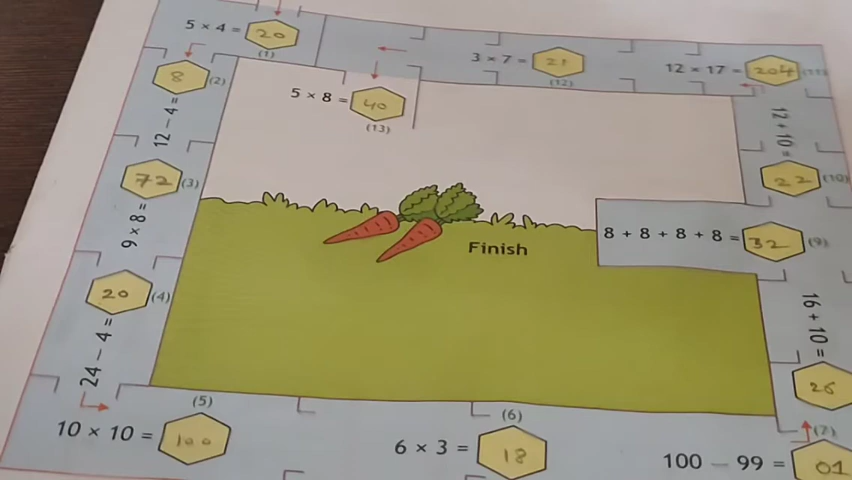 5 × 4 = 20
(1)
12 − 4 = 8
(2)
9 × 8 = 72
(3)
24 − 4 = 20
(4)
10 × 10 = 100
(5)
6 × 3 = 18
(6)
100 − 99 = 01
(7)
16 + 10 = 26
8 + 8 + 8 + 8 = 32
(9)
12 + 10 = 22
(10)
12 × 17 = 204
(11)
3 × 7 = 21
(12)
5 × 8 = 40
(13)
Finish